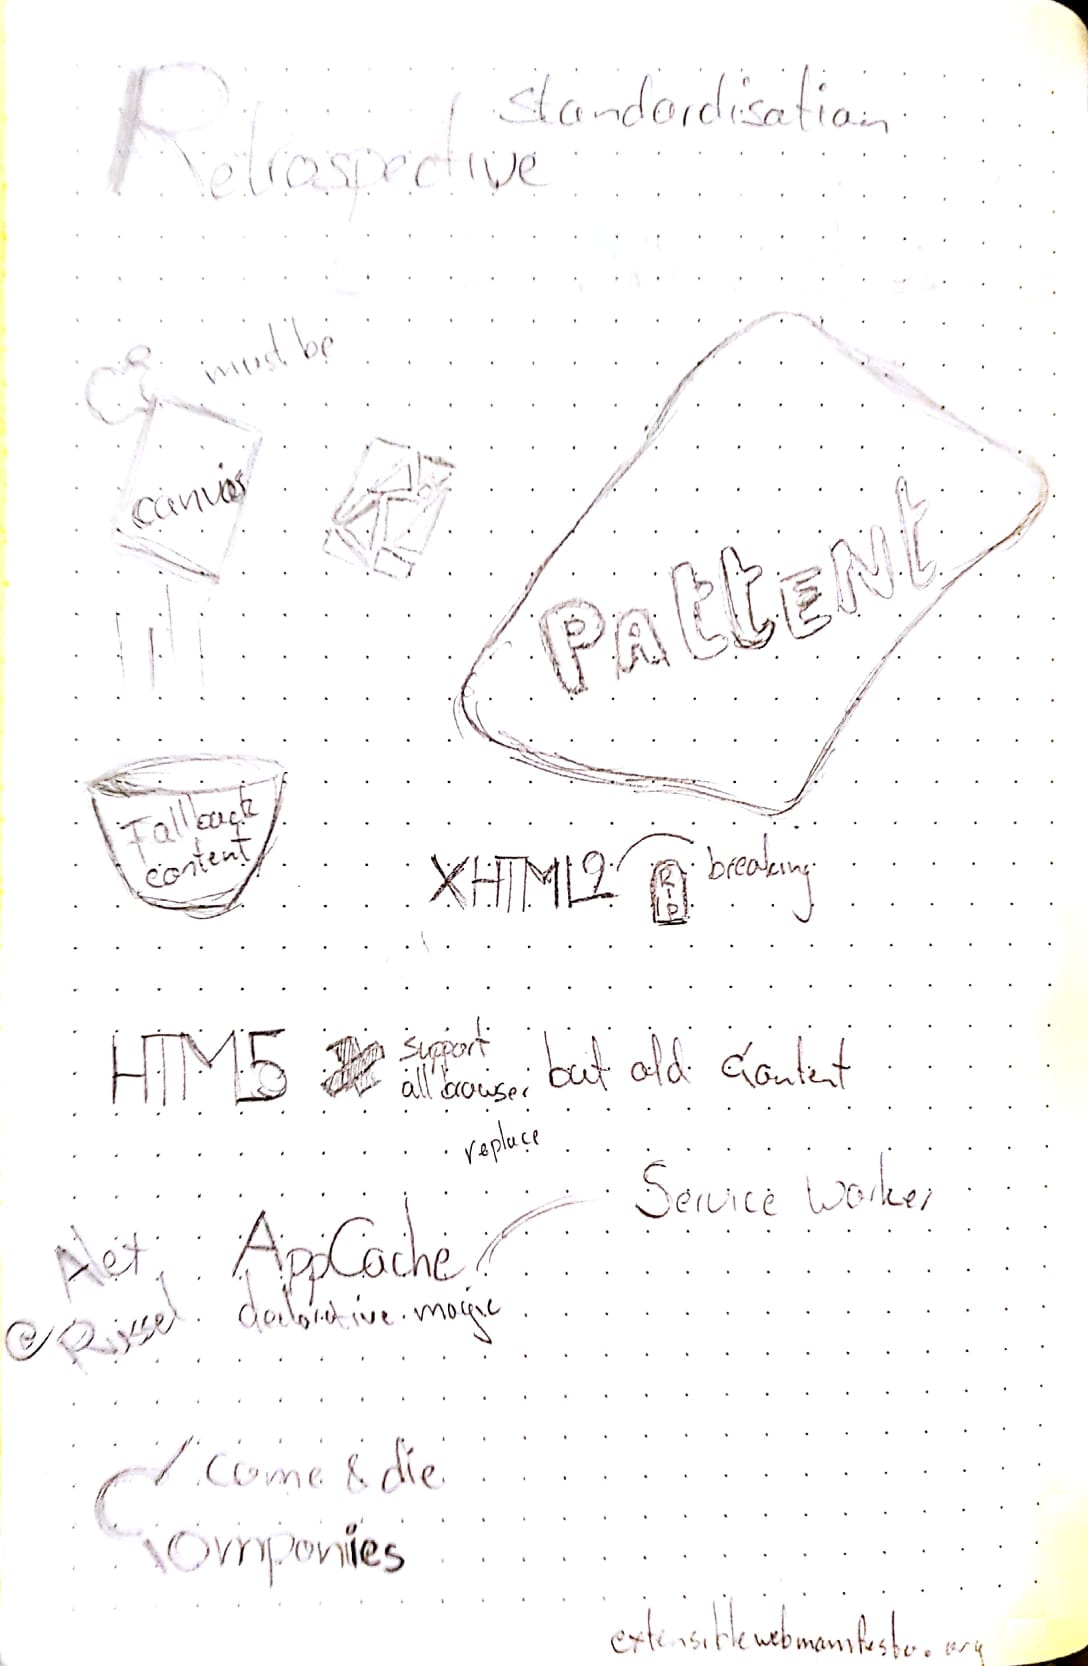 Standardisation
Retrospective
must be
canvas
Pattent
Fallback
content
XHTML2
RIP
breaking
HTM5
support
all browser
but old content
replace
Service Worker
Alex
AppCache
@Russel
declarative magic
come & die
companies
extensiblewebmanifesto.org